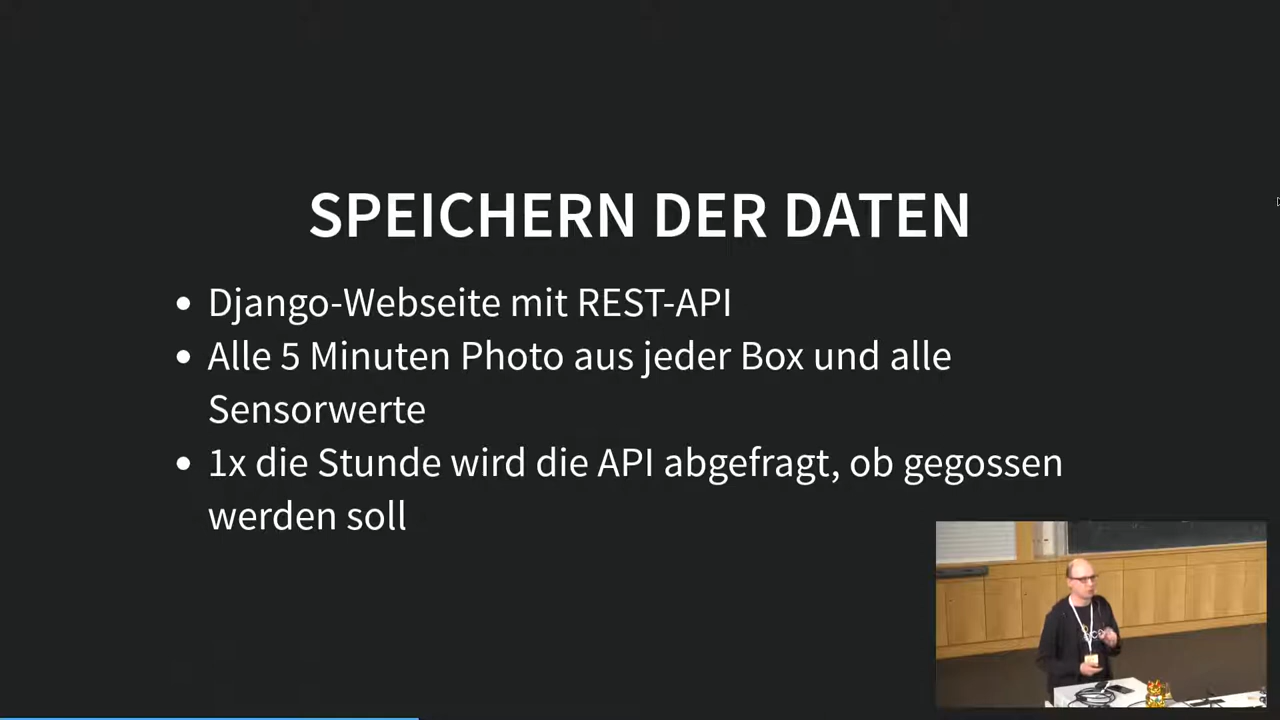 SPEICHERN DER DATEN
• Django-Webseite mit REST-API
• Alle 5 Minuten Photo aus jeder Box und alle
Sensorwerte
• 1x die Stunde wird die API abgefragt, ob gegossen
werden soll